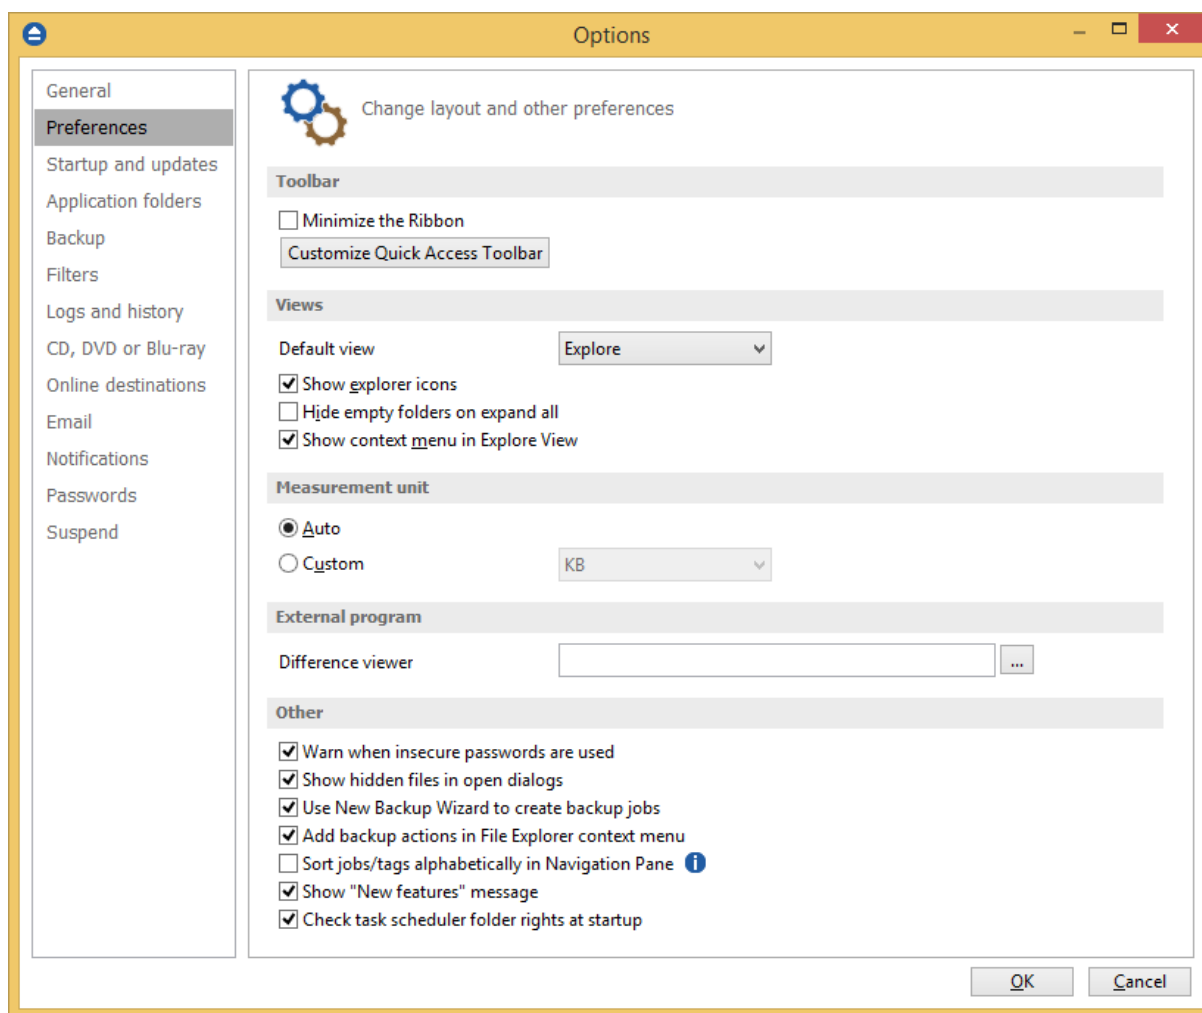 Options
General
Preferences
Startup and updates
Application folders
Backup
Filters
Logs and history
CD, DVD or Blu-ray
Online destinations
Email
Notifications
Passwords
Suspend
Change layout and other preferences
Toolbar
Minimize the Ribbon
Customize Quick Access Toolbar
Views
Default view Explore
Show explorer icons
Hide empty folders on expand all
Show context menu in Explore View
Measurement unit
Auto
Custom KB
External program
Difference viewer ...
Other
Warn when insecure passwords are used
Show hidden files in open dialogs
Use New Backup Wizard to create backup jobs
Add backup actions in File Explorer context menu
Sort jobs/tags alphabetically in Navigation Pane i
Show "New features" message
Check task scheduler folder rights at startup
OK Cancel